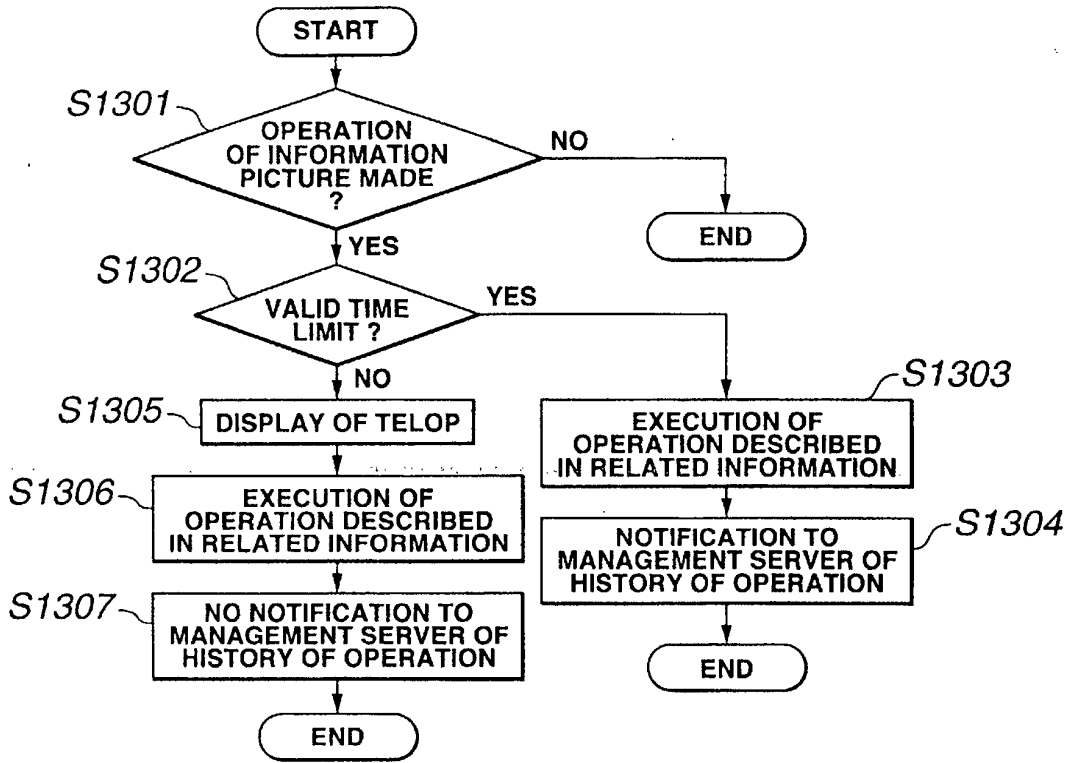 START
S1301
OPERATION
OF INFORMATION
PICTURE MADE
?
NO
END
YES
S1302
VALID TIME
LIMIT ?
YES
NO
S1303
EXECUTION OF
OPERATION DESCRIBED
IN RELATED INFORMATION
S1305
DISPLAY OF TELOP
S1306
EXECUTION OF
OPERATION DESCRIBED
IN RELATED INFORMATION
S1304
NOTIFICATION TO
MANAGEMENT SERVER OF
HISTORY OF OPERATION
S1307
NO NOTIFICATION TO
MANAGEMENT SERVER OF
HISTORY OF OPERATION
END
END